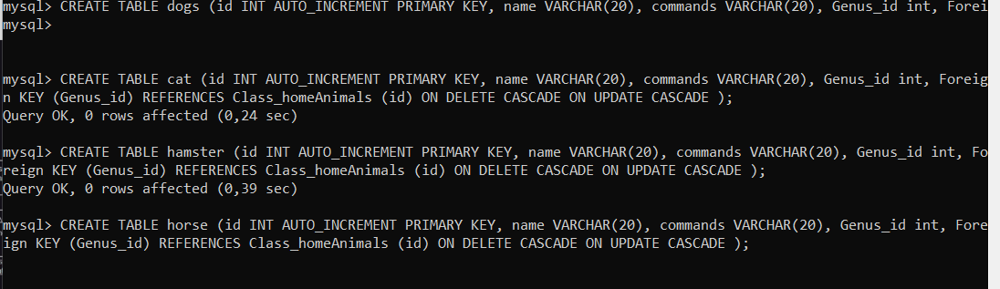 mysql> CREATE TABLE dogs (id INT AUTO_INCREMENT PRIMARY KEY, name VARCHAR(20), commands VARCHAR(20), Genus_id int, Forei
mysql>
mysql> CREATE TABLE cat (id INT AUTO_INCREMENT PRIMARY KEY, name VARCHAR(20), commands VARCHAR(20), Genus_id int, Foreig
n KEY (Genus_id) REFERENCES Class_homeAnimals (id) ON DELETE CASCADE ON UPDATE CASCADE );
Query OK, 0 rows affected (0,24 sec)
mysql> CREATE TABLE hamster (id INT AUTO_INCREMENT PRIMARY KEY, name VARCHAR(20), commands VARCHAR(20), Genus_id int, Fo
reign KEY (Genus_id) REFERENCES Class_homeAnimals (id) ON DELETE CASCADE ON UPDATE CASCADE );
Query OK, 0 rows affected (0,39 sec)
mysql> CREATE TABLE horse (id INT AUTO_INCREMENT PRIMARY KEY, name VARCHAR(20), commands VARCHAR(20), Genus_id int, Fore
ign KEY (Genus_id) REFERENCES Class_homeAnimals (id) ON DELETE CASCADE ON UPDATE CASCADE );